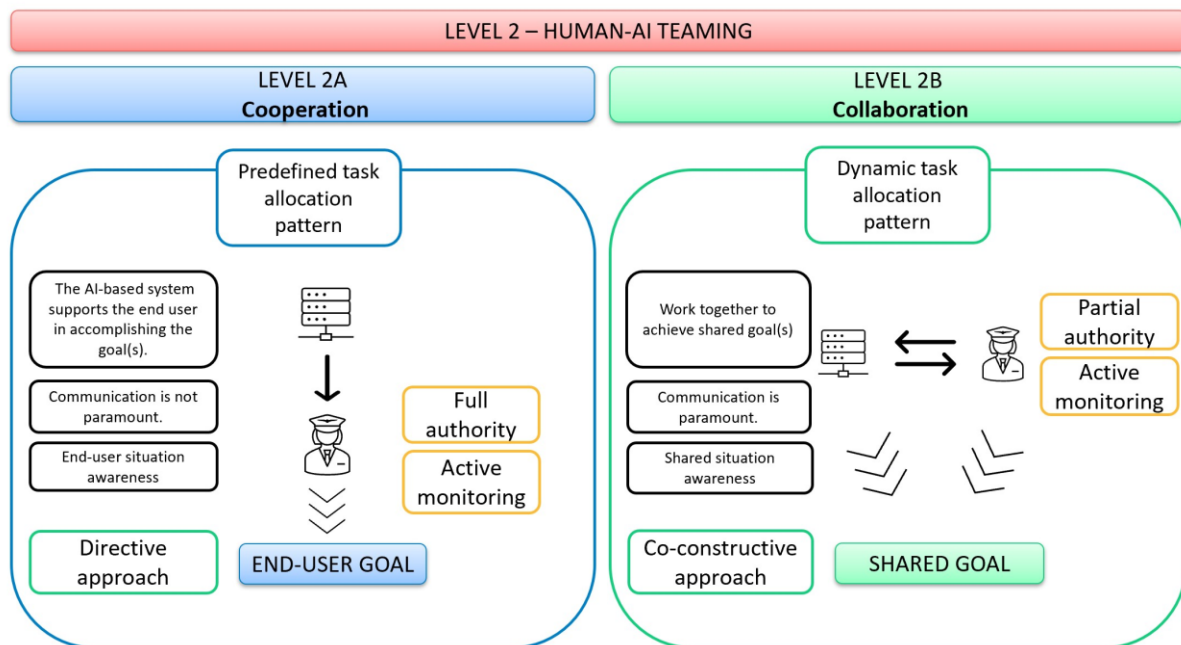 LEVEL 2 – HUMAN-AI TEAMING
LEVEL 2A
Cooperation
Predefined task
allocation
pattern
The AI-based system
supports the end user
in accomplishing the
goal(s).
Communication is not
paramount.
End-user situation
awareness
Full
authority
Active
monitoring
Directive
approach
END-USER GOAL
LEVEL 2B
Collaboration
Dynamic task
allocation
pattern
Work together to
achieve shared goal(s)
Partial
authority
Active
monitoring
Communication is
paramount.
Shared situation
awareness
Co-constructive
approach
SHARED GOAL